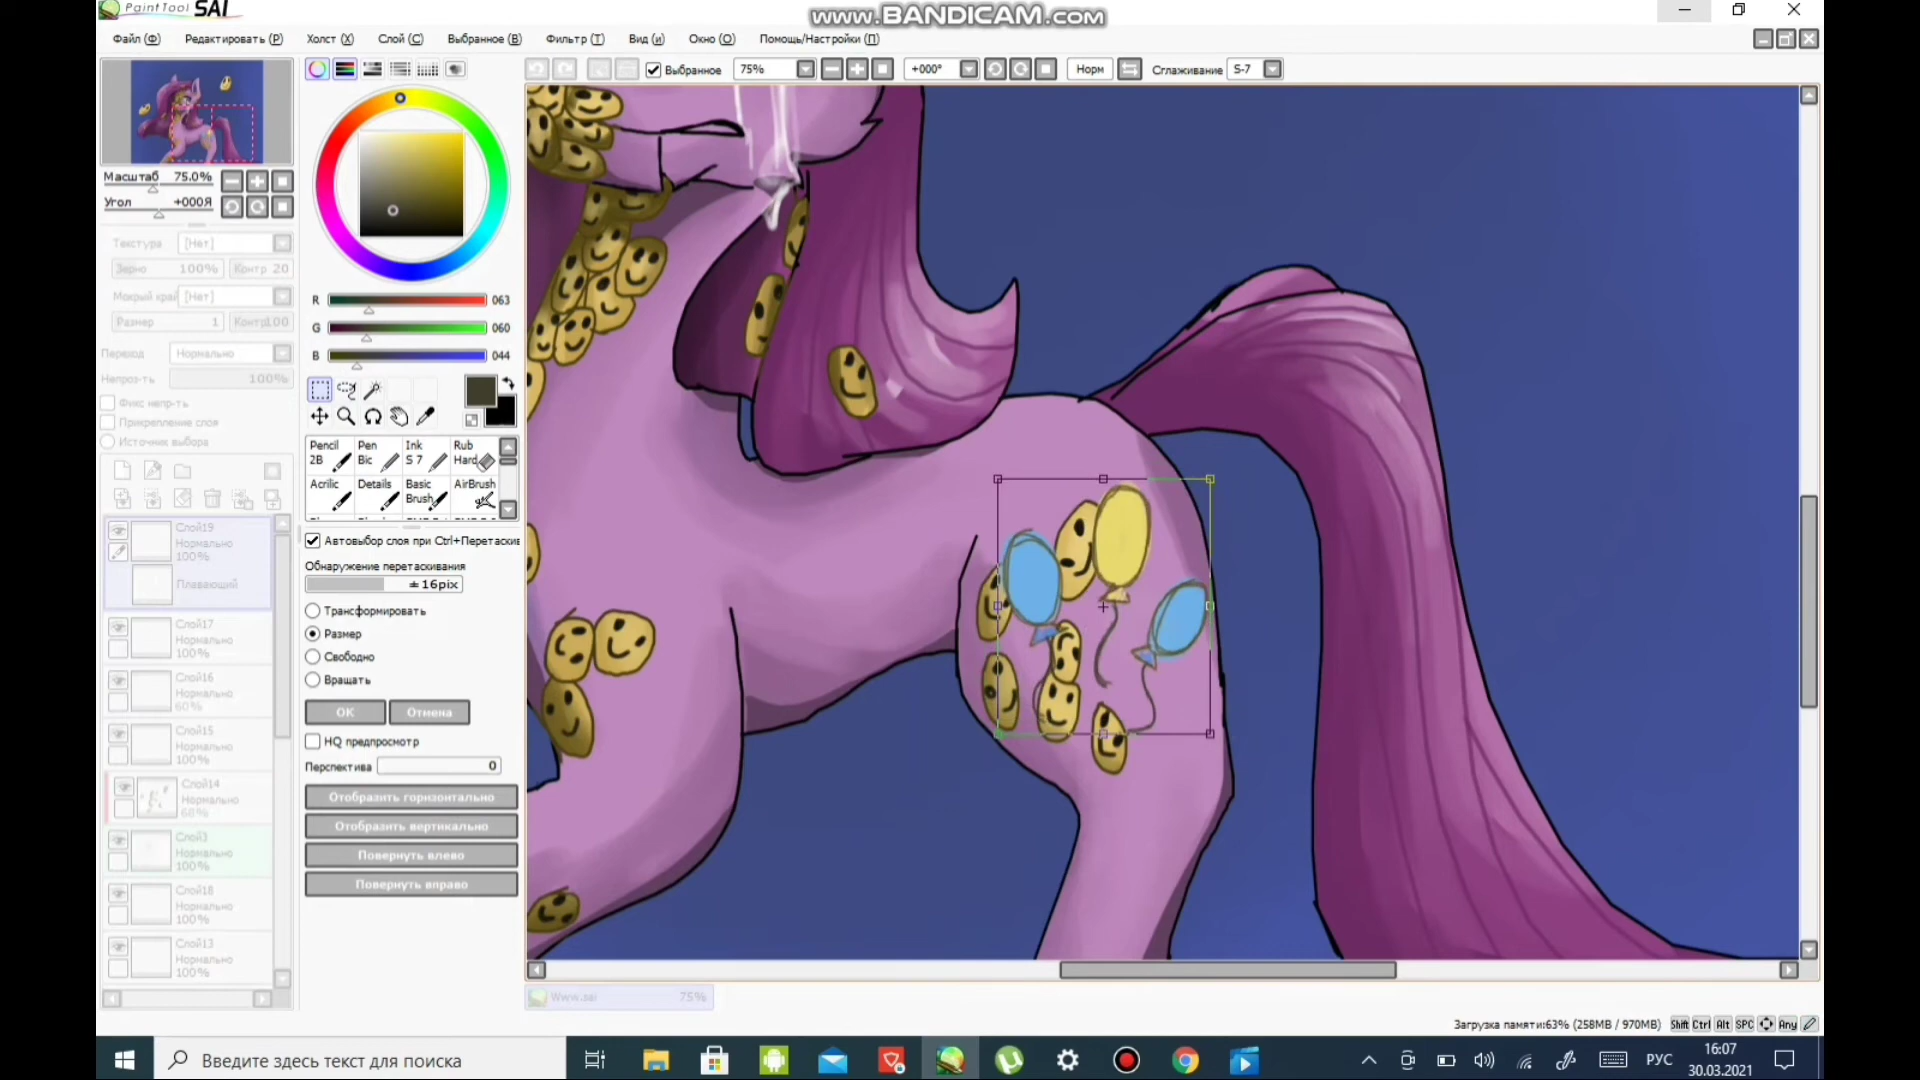 PaintTool SAI
www.BANDICAM.com
Файл (Ф) Редактировать (Р) Холст (Х) Слой (С) Выбранное (В) Фильтр (Т) Вид (и) Окно (О) Помощь/Настройки (П)
Выбранное 75% +000° Норм Сглаживание S-7
Масштаб 75.0%
Угол +000Я
Текстура [Нет]
Зерно 100% Контр 20
Мокрый край [Нет]
Размер 1 Контр100
Переход Нормально
Непроз-ть 100%
Фикс непр-ть
Прикрепление слоя
Источник выбора
R 063
G 060
B 044
Pencil 2B
Pen Bic
Ink S 7
Rub Hard
Acrilic
Details
Basic Brush
AirBrush
Автовыбор слоя при Ctrl+Перетаскив
Обнаружение перетаскивания
±16pix
Трансформировать
Размер
Свободно
Вращать
ОК Отмена
HQ предпросмотр
Перспектива 0
Отобразить горизонтально
Отобразить вертикально
Повернуть влево
Повернуть вправо
Слой19
Нормально
100%
Плавающий
Слой17
Нормально
100%
Слой16
Нормально
60%
Слой15
Нормально
100%
Слой14
Нормально
68%
Слой3
Нормально
100%
Слой18
Нормально
100%
Слой13
Нормально
100%
Www.sai 75%
Загрузка памяти:63% (258MB / 970MB) Shift Ctrl Alt SPC Any
Введите здесь текст для поиска
РУС
16:07
30.03.2021